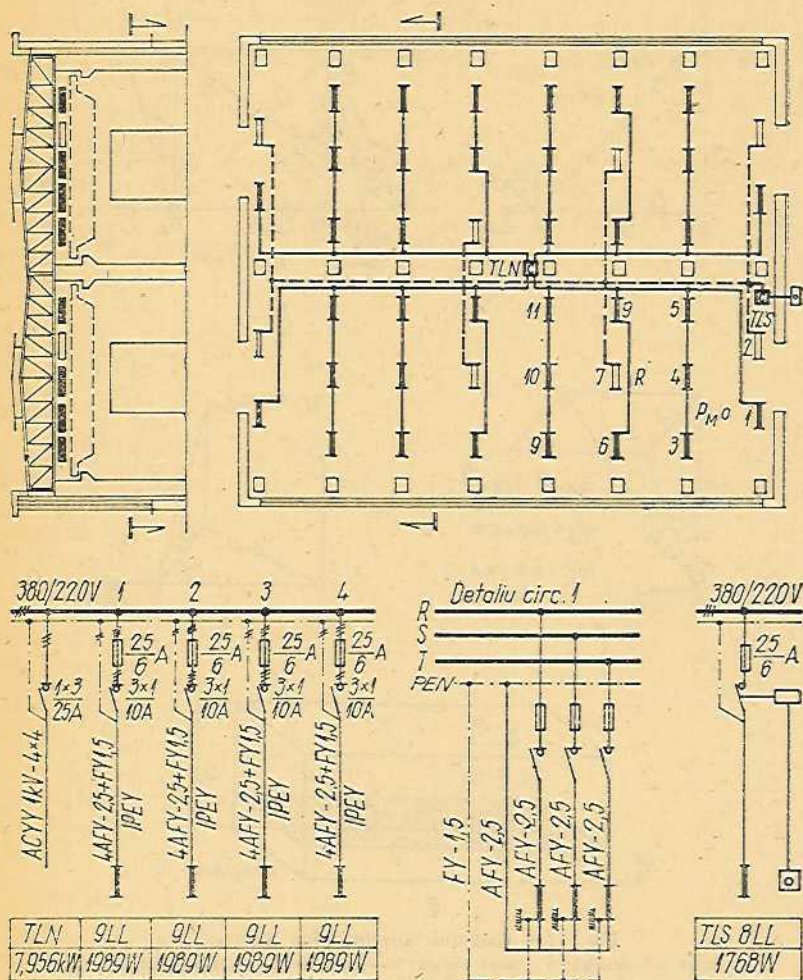 TLN
TLS
11
9
5
2
10
7
R
4
P_M0
1
9
6
3
380/220V 1 2 3 4
25/6 A 25/6 A 25/6 A 25/6 A
1×3/25A 3×1/10A 3×1/10A 3×1/10A 3×1/10A
ACYY 1kV-4×4
4AFY-2,5+FY1,5
IPEY
4AFY-2,5+FY1,5
IPEY
4AFY-2,5+FY1,5
IPEY
4AFY-2,5+FY1,5
IPEY
TLN 9LL 9LL 9LL 9LL
7,956kW 1989W 1989W 1989W 1989W
Detaliu circ. 1
R
S
T
PEN
FY-1,5
AFY-2,5
AFY-2,5
AFY-2,5
AFY-2,5
380/220V
25/6 A
TLS 8LL
1768W